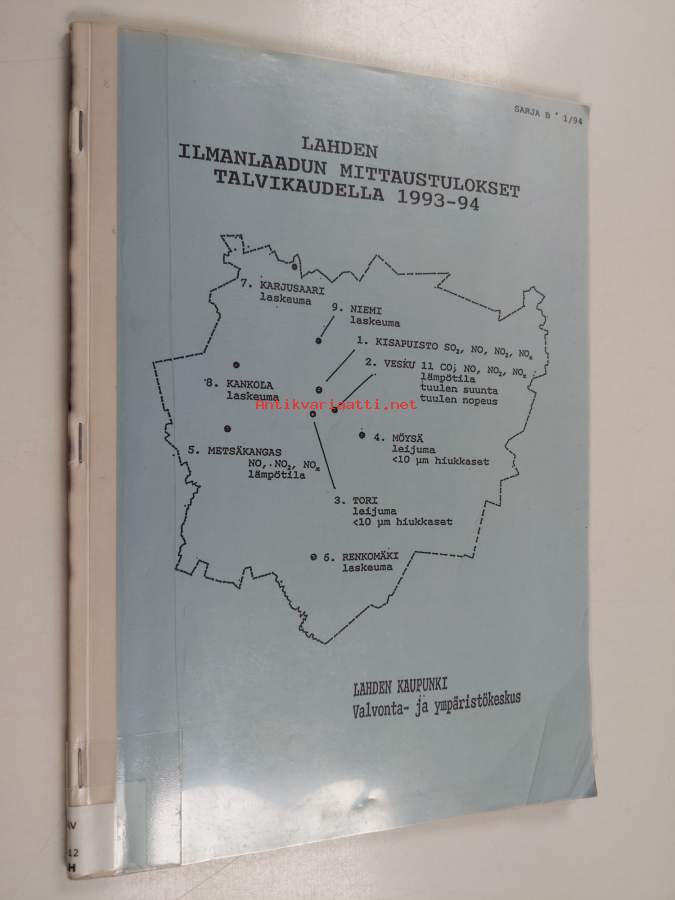 SARJA B 1/94
LAHDEN
ILMANLAADUN MITTAUSTULOKSET
TALVIKAUDELLA 1993-94
7. KARJUSAARI
laskeuma
9. NIEMI
laskeuma
1. KISAPUISTO SO₂, NO, NO₂, NOₓ
2. VESKU 11 CO, NO, NO₂, NOₓ
lämpötila
tuulen suunta
tuulen nopeus
8. KANKOLA
laskeuma
Antikvariaatti.net
4. MÖYSÄ
leijuma
<10 µm hiukkaset
5. METSÄKANGAS
NO, NO₂, NOₓ
lämpötila
3. TORI
leijuma
<10 µm hiukkaset
6. RENKOMÄKI
laskeuma
LAHDEN KAUPUNKI
Valvonta- ja ympäristökeskus
AV
12
H